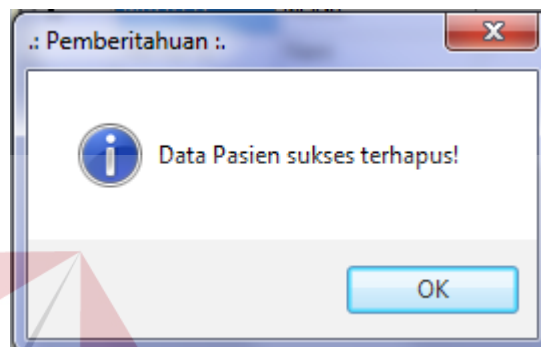 .: Pemberitahuan :.
Data Pasien sukses terhapus!
OK